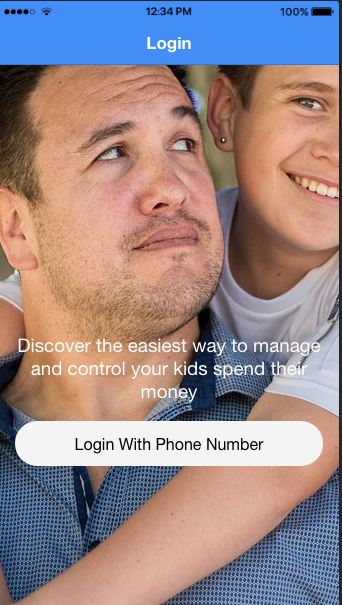 12:34 PM 100%
Login
Discover the easiest way to manage
and control your kids spend their
money
Login With Phone Number